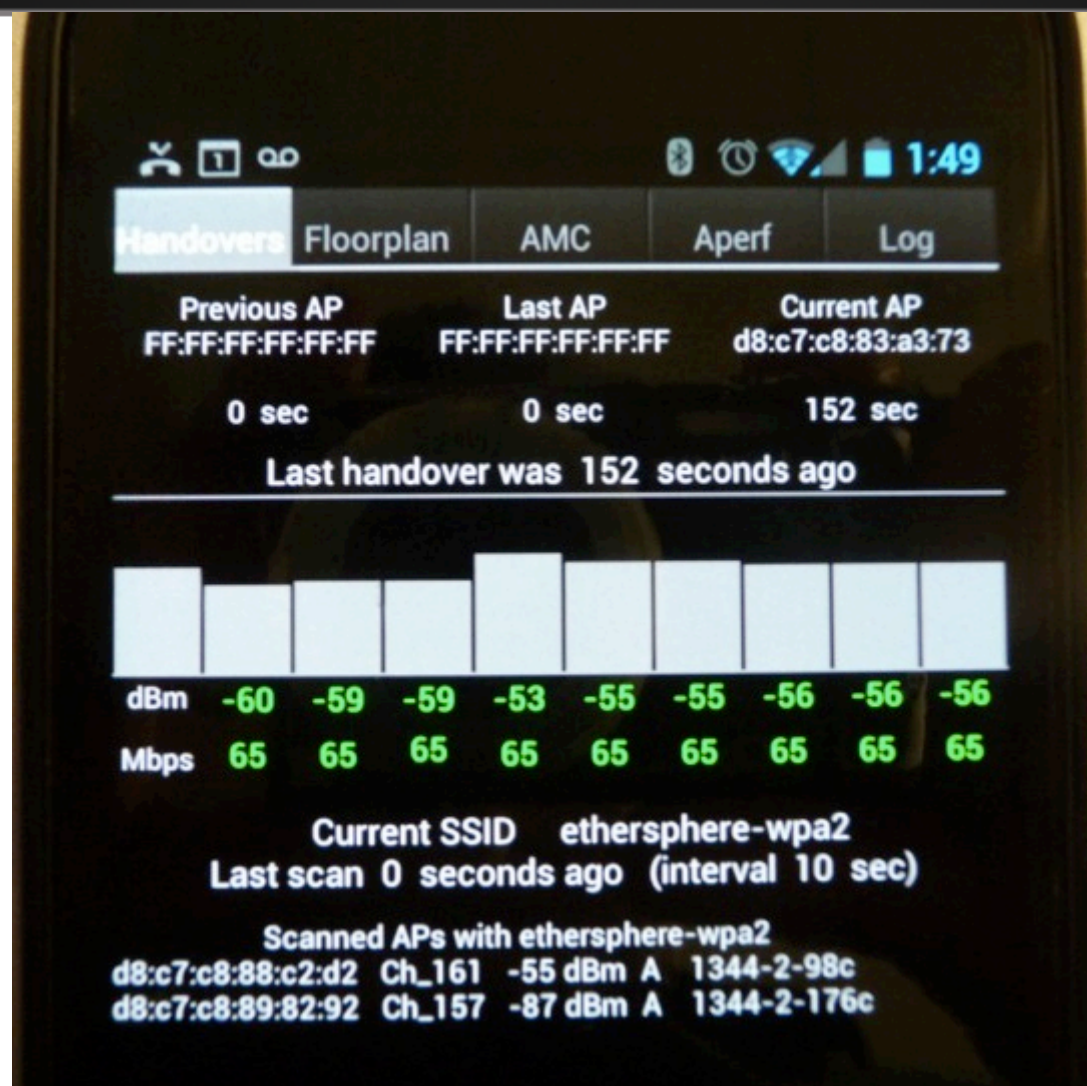 1 1:49
Handovers Floorplan AMC Aperf Log
Previous AP Last AP Current AP
FF:FF:FF:FF:FF:FF FF:FF:FF:FF:FF:FF d8:c7:c8:83:a3:73
0 sec 0 sec 152 sec
Last handover was 152 seconds ago
dBm -60 -59 -59 -53 -55 -55 -56 -56 -56
Mbps 65 65 65 65 65 65 65 65 65
Current SSID ethersphere-wpa2
Last scan 0 seconds ago (interval 10 sec)
Scanned APs with ethersphere-wpa2
d8:c7:c8:88:c2:d2 Ch_161 -55 dBm A 1344-2-98c
d8:c7:c8:89:82:92 Ch_157 -87 dBm A 1344-2-176c